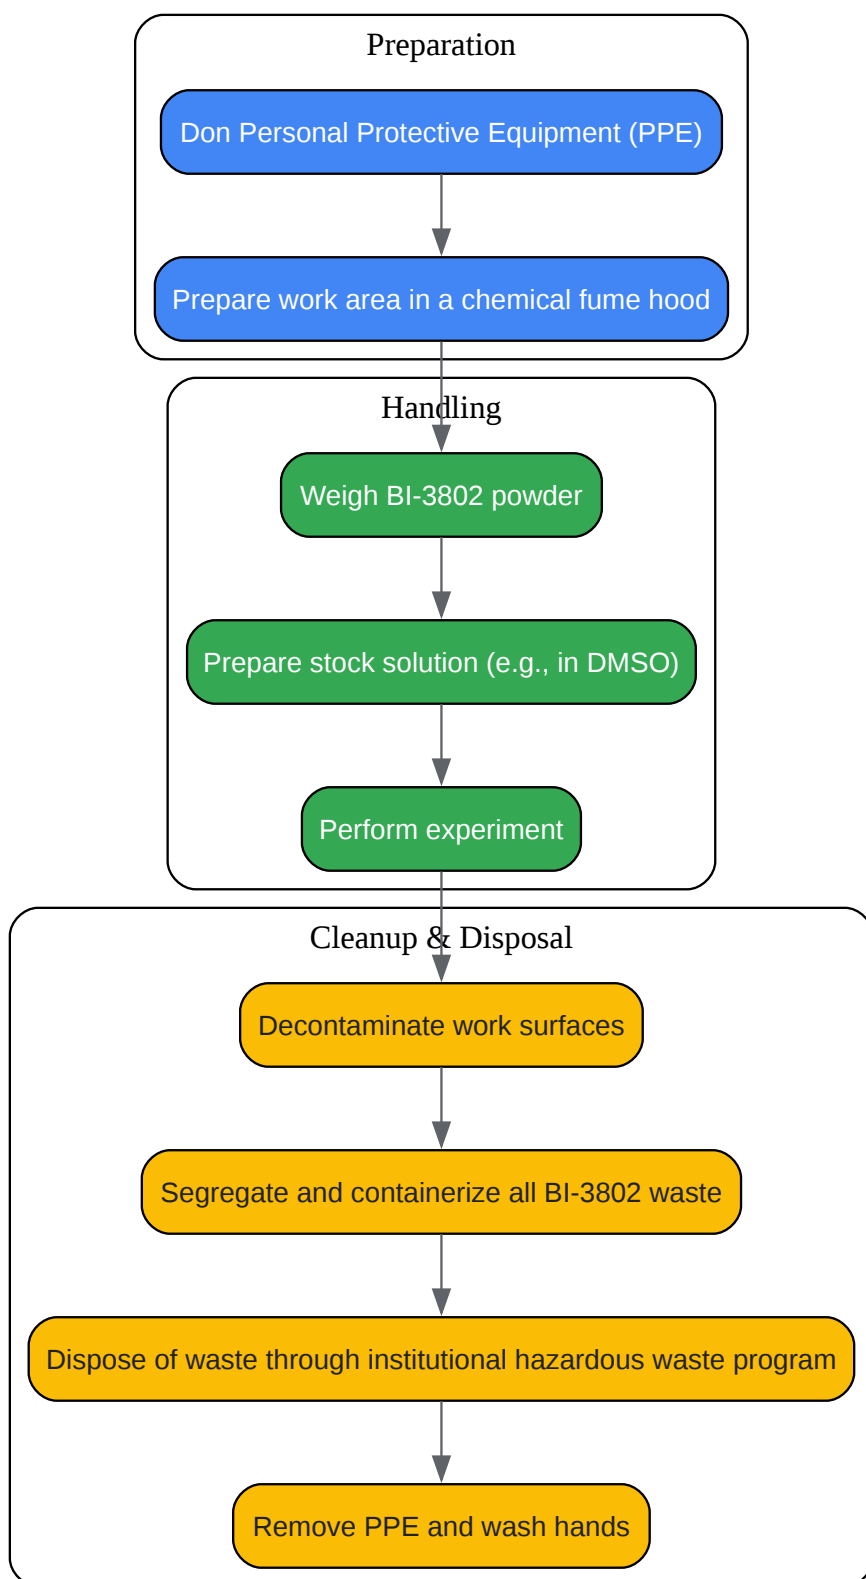 Preparation
Don Personal Protective Equipment (PPE)
Prepare work area in a chemical fume hood
Handling
Weigh BI-3802 powder
Prepare stock solution (e.g., in DMSO)
Perform experiment
Cleanup & Disposal
Decontaminate work surfaces
Segregate and containerize all BI-3802 waste
Dispose of waste through institutional hazardous waste program
Remove PPE and wash hands